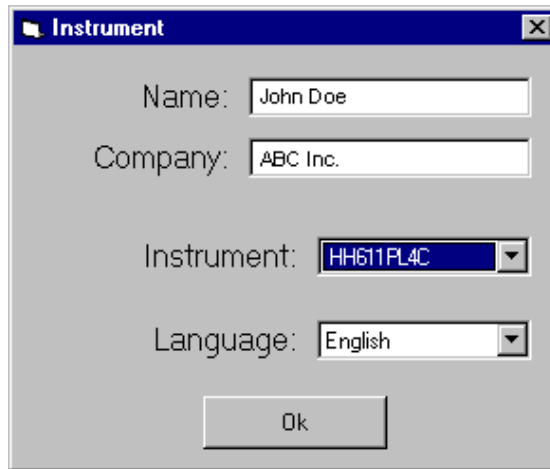 Instrument
Name: John Doe
Company: ABC Inc.
Instrument: HH611PL4C
Language: English
Ok